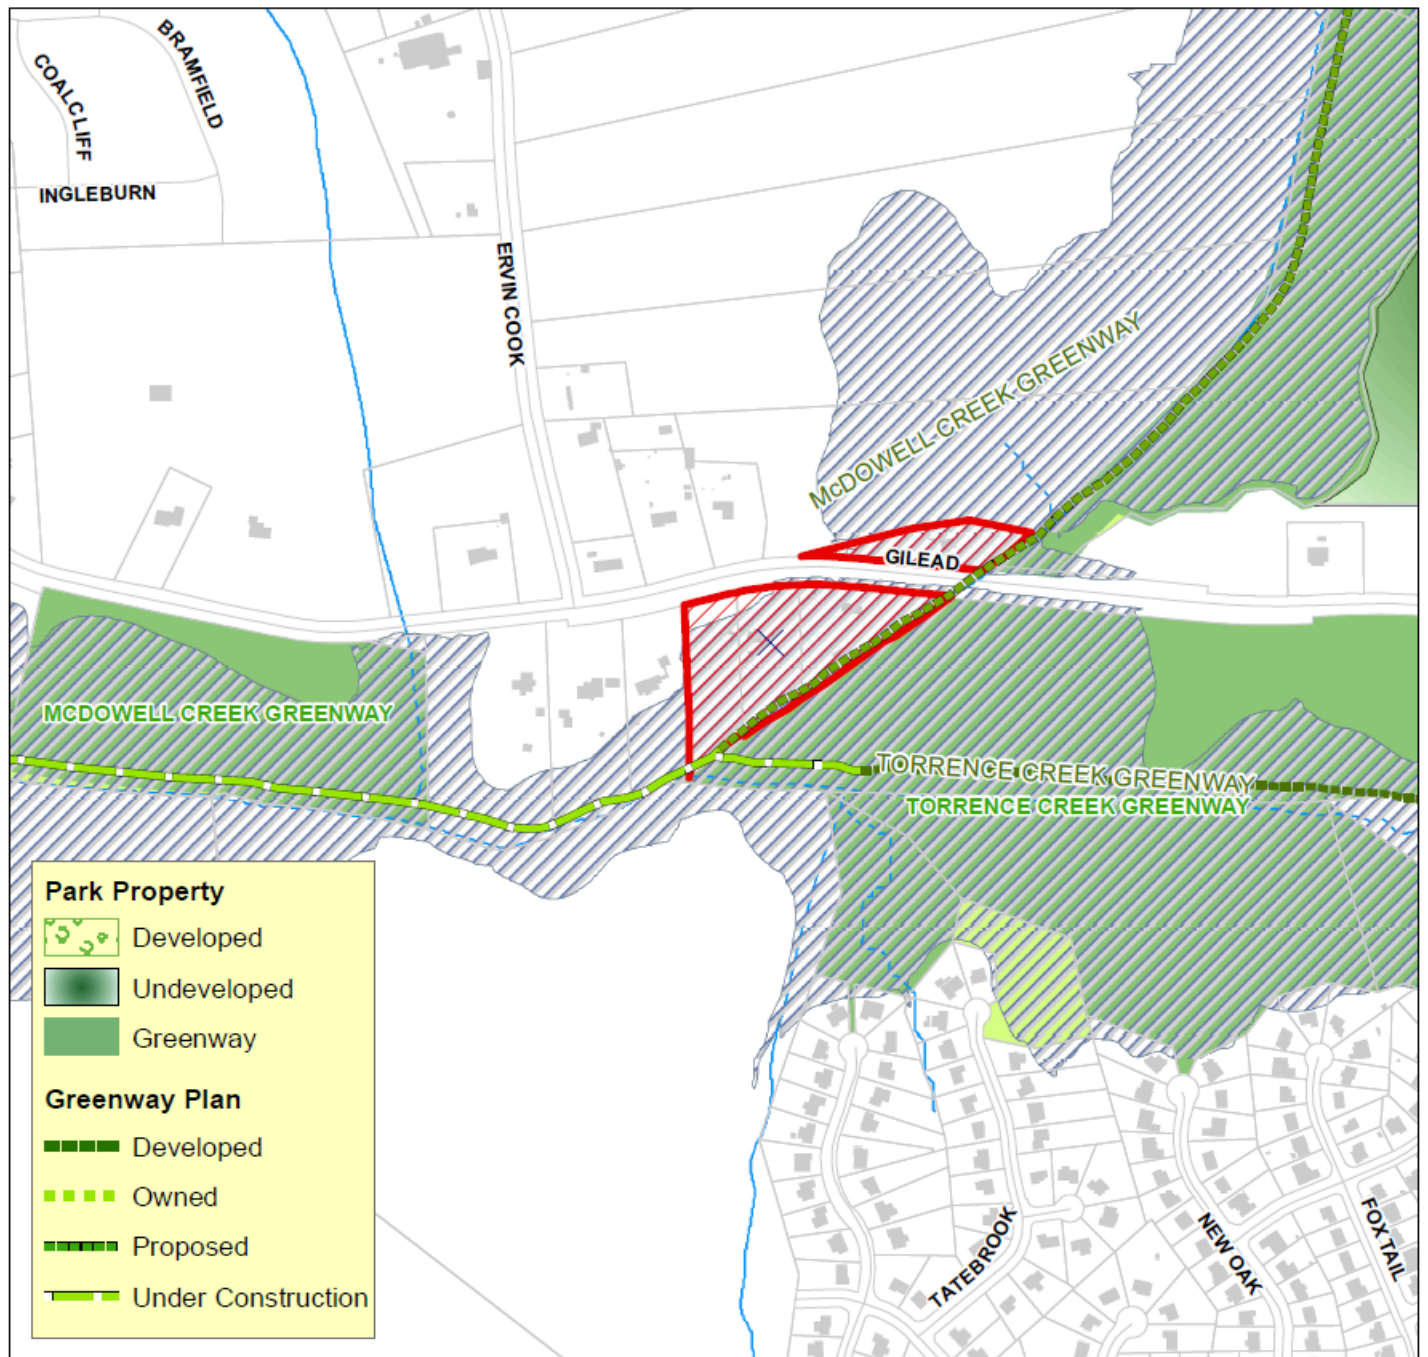 BRAMFIELD
COALCLIFF
INGLEBURN
ERVIN COOK
McDOWELL CREEK GREENWAY
GILEAD
MCDOWELL CREEK GREENWAY
TORRENCE CREEK GREENWAY
TORRENCE CREEK GREENWAY
Park Property
Developed
Undeveloped
Greenway
Greenway Plan
Developed
Owned
Proposed
Under Construction
TATEBROOK
NEW OAK
FOX TAIL